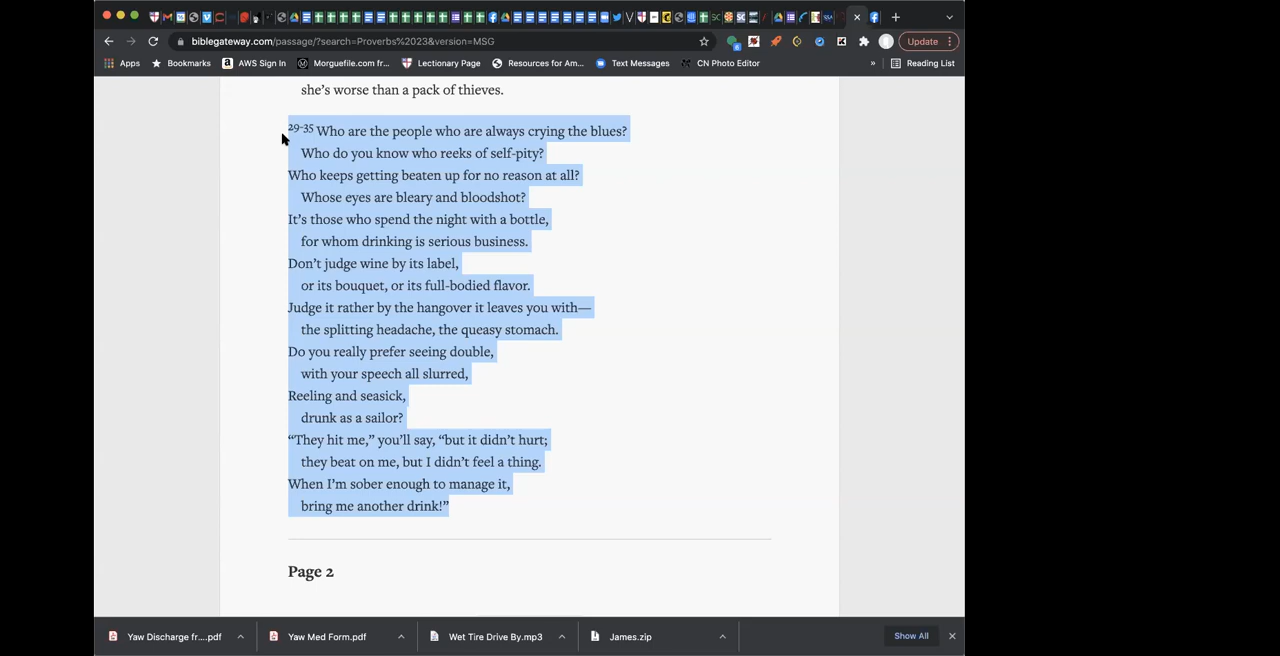 biblegateway.com/passage/?search=Proverbs%2023&version=MSG
Update
Apps
Bookmarks
AWS Sign In
Morguefile.com fr...
Lectionary Page
Resources for Am...
Text Messages
CN Photo Editor
»
Reading List
she’s worse than a pack of thieves.
29-35 Who are the people who are always crying the blues?
Who do you know who reeks of self-pity?
Who keeps getting beaten up for no reason at all?
Whose eyes are bleary and bloodshot?
It’s those who spend the night with a bottle,
for whom drinking is serious business.
Don’t judge wine by its label,
or its bouquet, or its full-bodied flavor.
Judge it rather by the hangover it leaves you with—
the splitting headache, the queasy stomach.
Do you really prefer seeing double,
with your speech all slurred,
Reeling and seasick,
drunk as a sailor?
“They hit me,” you’ll say, “but it didn’t hurt;
they beat on me, but I didn’t feel a thing.
When I’m sober enough to manage it,
bring me another drink!”
Page 2
Yaw Discharge fr....pdf
Yaw Med Form.pdf
Wet Tire Drive By.mp3
James.zip
Show All